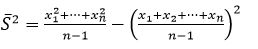 S̄² = (x₁² + ··· + xₙ²)/(n−1) − ((x₁ + x₂ + ··· + xₙ)/(n−1))²